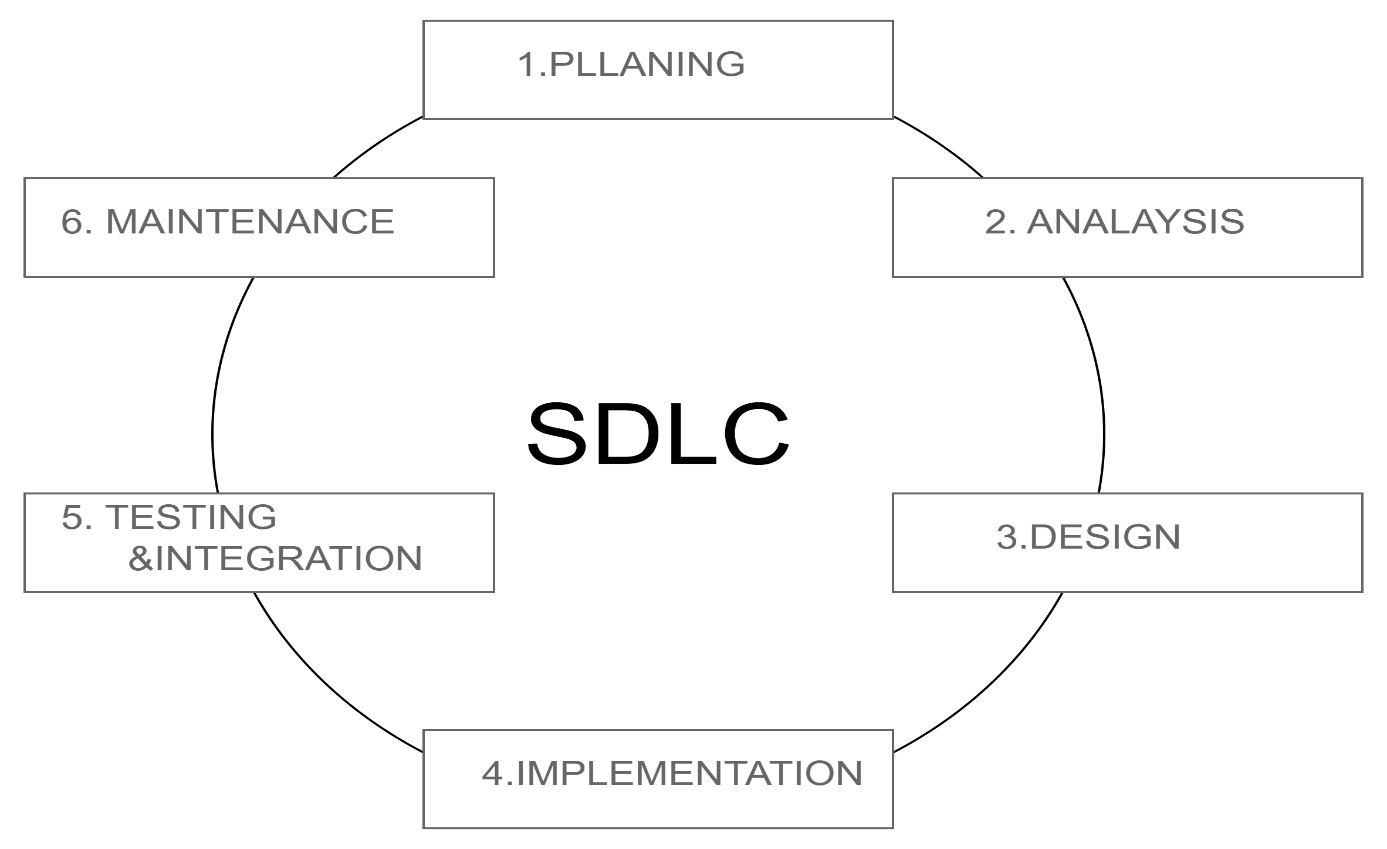 1.PLLANING
2. ANALAYSIS
3.DESIGN
4.IMPLEMENTATION
5. TESTING
&INTEGRATION
6. MAINTENANCE
SDLC